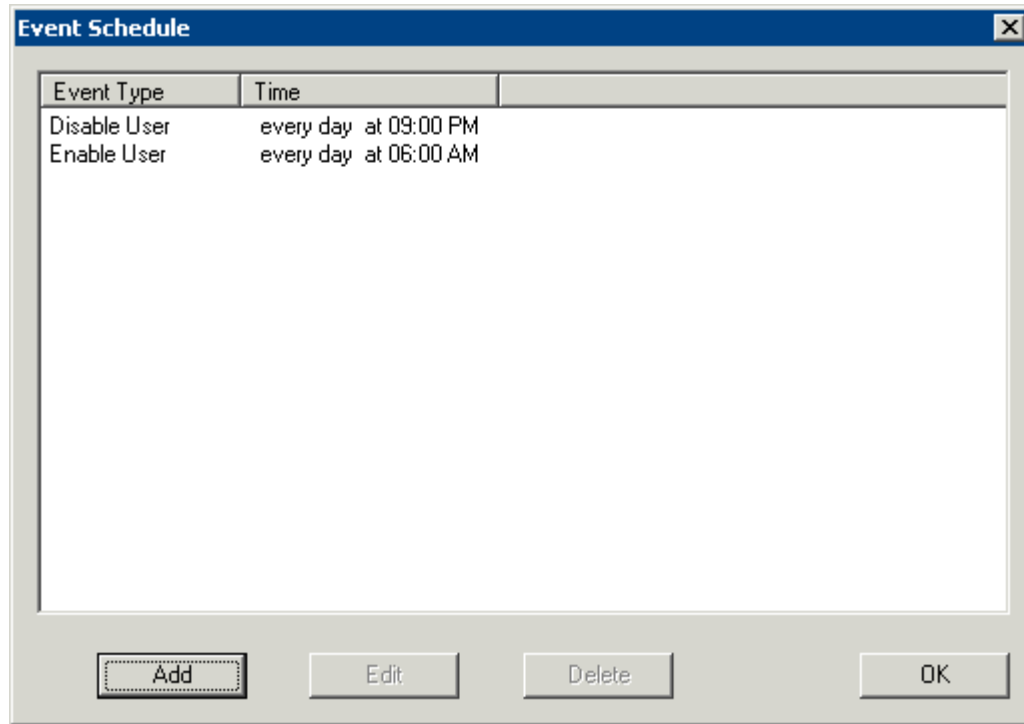 Event Schedule
Event Type Time
Disable User every day at 09:00 PM
Enable User every day at 06:00 AM
Add Edit Delete OK